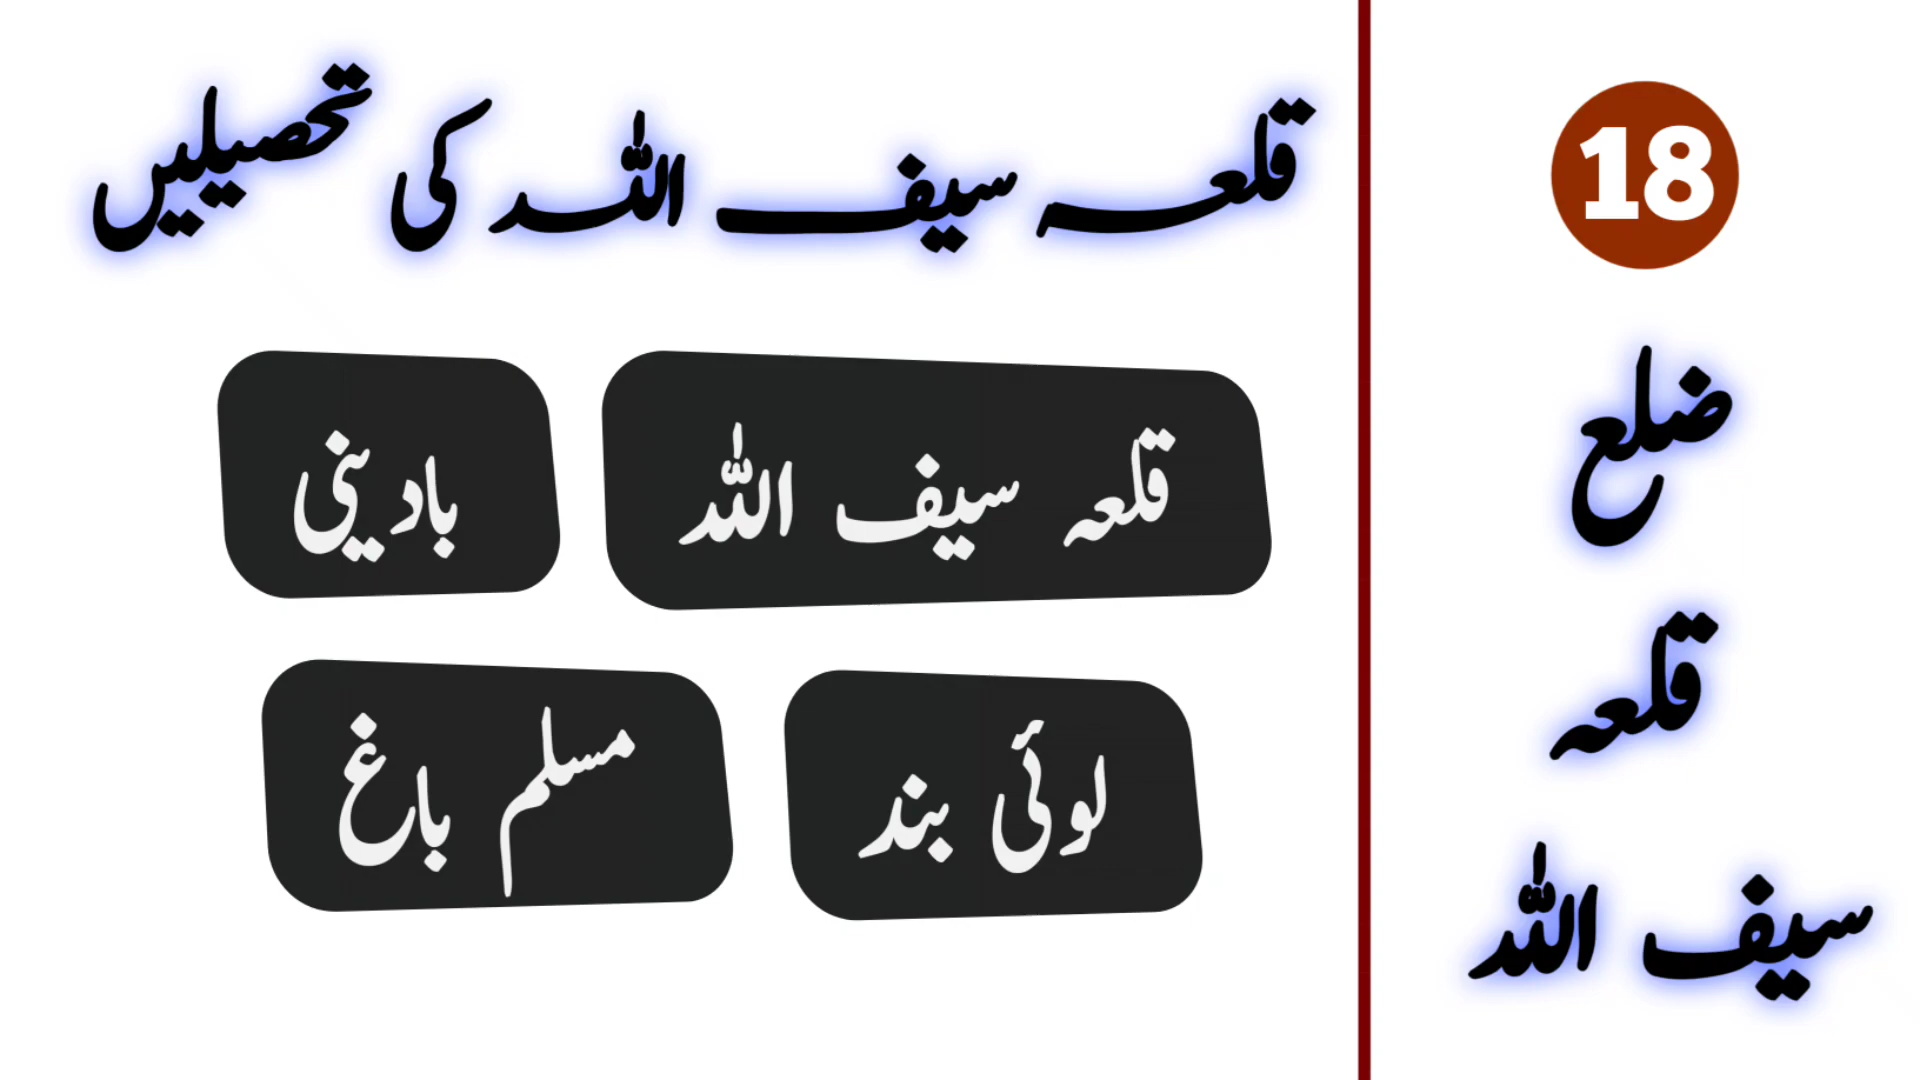 قلعہ سیف اللہ کی تحصیلیں
قلعہ سیف اللہ
بادینی
لوئی بند
مسلم باغ
18
ضلع
قلعہ
سیف اللہ